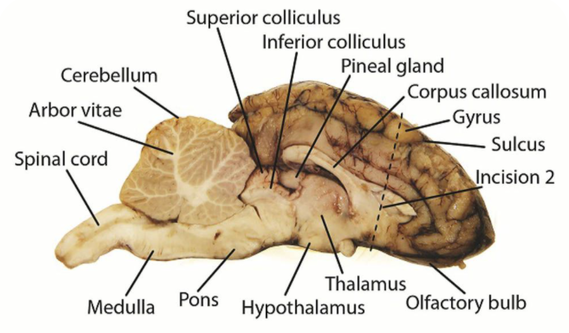 Superior colliculus
Inferior colliculus
Pineal gland
Cerebellum
Corpus callosum
Arbor vitae
Gyrus
Sulcus
Spinal cord
Incision 2
Thalamus
Medulla
Pons
Hypothalamus
Olfactory bulb